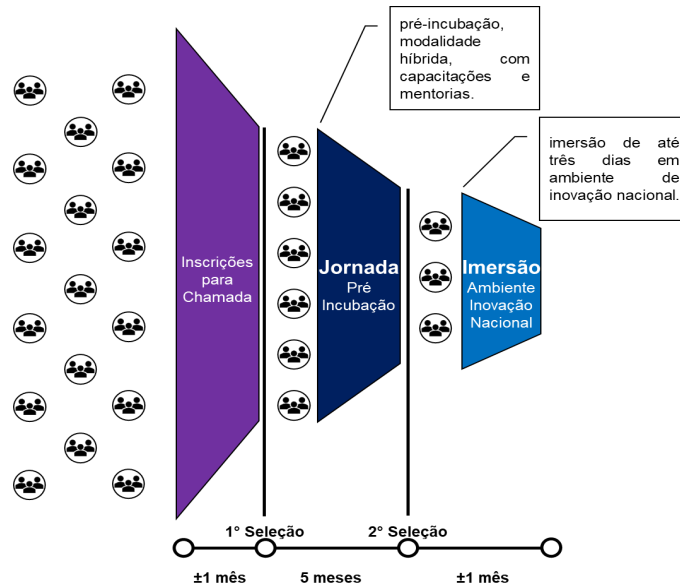 pré-incubação,
modalidade
híbrida, com
capacitações e
mentorias.
imersão de até
três dias em
ambiente de
inovação nacional.
Inscrições
para
Chamada
Jornada
Pré
Incubação
Imersão
Ambiente
Inovação
Nacional
1° Seleção
2° Seleção
±1 mês
5 meses
±1 mês